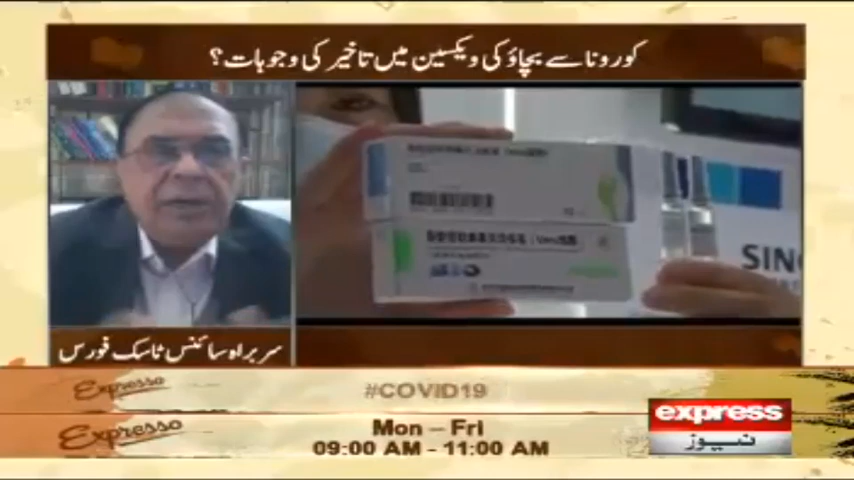 کورونا سے بچاؤ کی ویکسین میں تاخیر کی وجوہات؟
SINO
سربراہ سائنس ٹاسک فورس
Expresso
#COVID19
Expresso
Mon – Fri
09:00 AM - 11:00 AM
express
نیوز